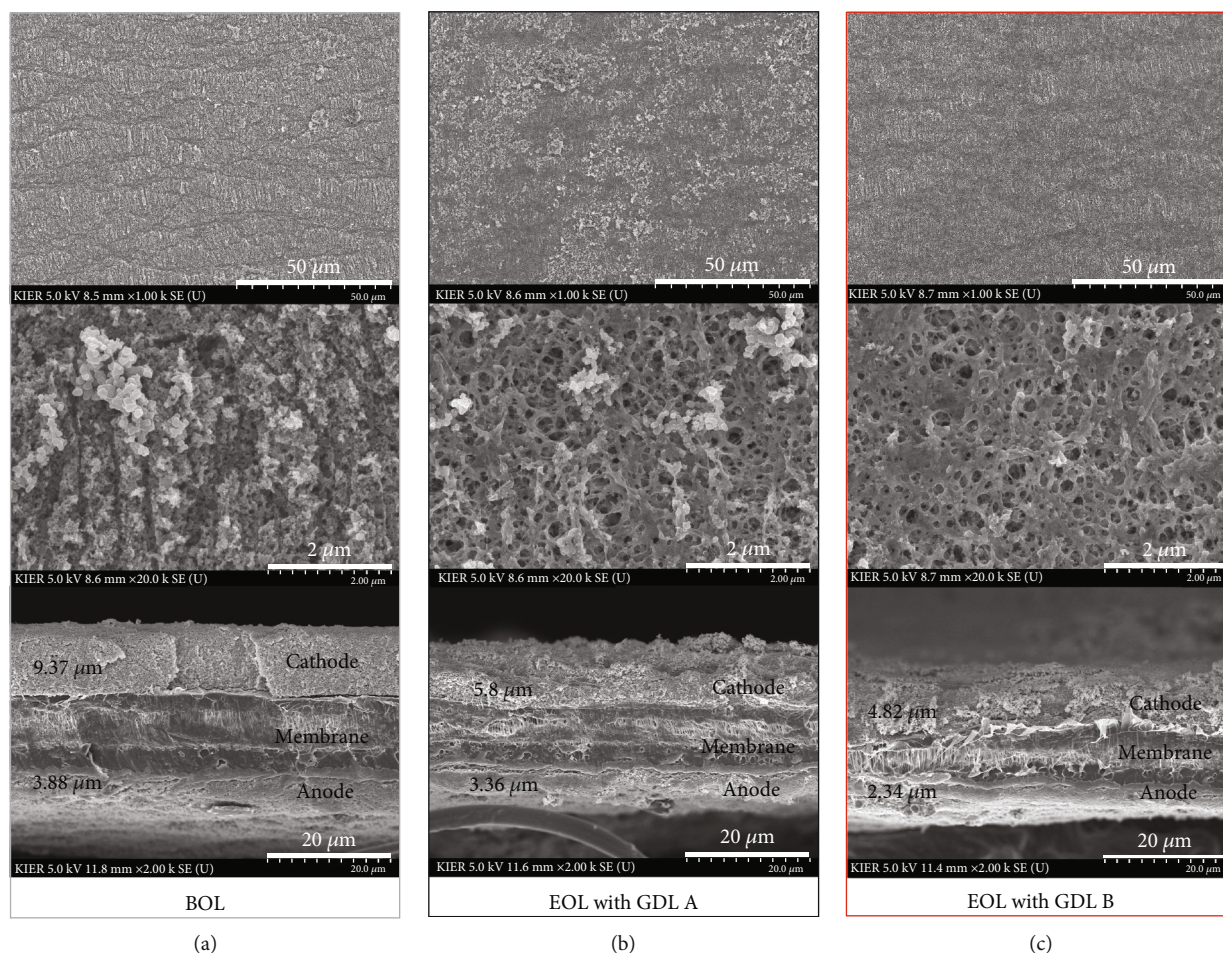 50 μm
KIER 5.0 kV 8.5 mm ×1.00 k SE (U)
50.0 μm
2 μm
KIER 5.0 kV 8.6 mm ×20.0 k SE (U)
2.00 μm
9.37 μm
Cathode
Membrane
3.88 μm
Anode
20 μm
KIER 5.0 kV 11.8 mm ×2.00 k SE (U)
20.0 μm
BOL
(a)
50 μm
KIER 5.0 kV 8.6 mm ×1.00 k SE (U)
50.0 μm
2 μm
KIER 5.0 kV 8.6 mm ×20.0 k SE (U)
2.00 μm
5.8 μm
Cathode
Membrane
3.36 μm
Anode
20 μm
KIER 5.0 kV 11.6 mm ×2.00 k SE (U)
20.0 μm
EOL with GDL A
(b)
50 μm
KIER 5.0 kV 8.7 mm ×1.00 k SE (U)
50.0 μm
2 μm
KIER 5.0 kV 8.7 mm ×20.0 k SE (U)
2.00 μm
4.82 μm
Cathode
Membrane
2.34 μm
Anode
20 μm
KIER 5.0 kV 11.4 mm ×2.00 k SE (U)
20.0 μm
EOL with GDL B
(c)